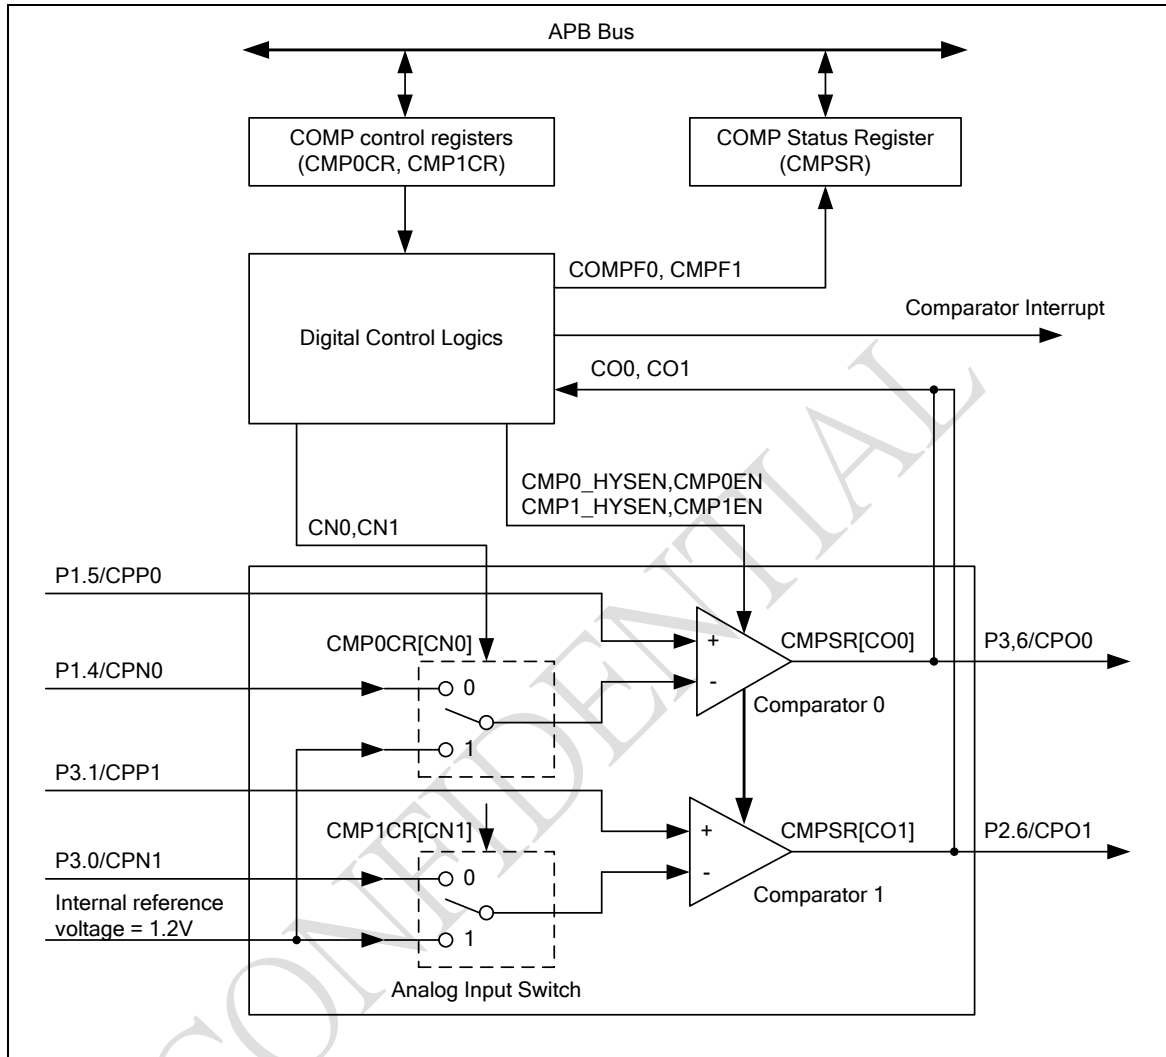 APB Bus
COMP control registers
(CMP0CR, CMP1CR)
COMP Status Register
(CMPSR)
COMPF0, CMPF1
Digital Control Logics
Comparator Interrupt
CO0, CO1
CMP0_HYSEN,CMP0EN
CMP1_HYSEN,CMP1EN
CN0,CN1
P1.5/CPP0
CMP0CR[CN0]
+
-
CMPSR[CO0]
P3,6/CPO0
P1.4/CPN0
0
1
Comparator 0
P3.1/CPP1
CMP1CR[CN1]
+
-
CMPSR[CO1]
P2.6/CPO1
P3.0/CPN1
0
1
Comparator 1
Internal reference
voltage = 1.2V
Analog Input Switch
CONFIDENTIAL